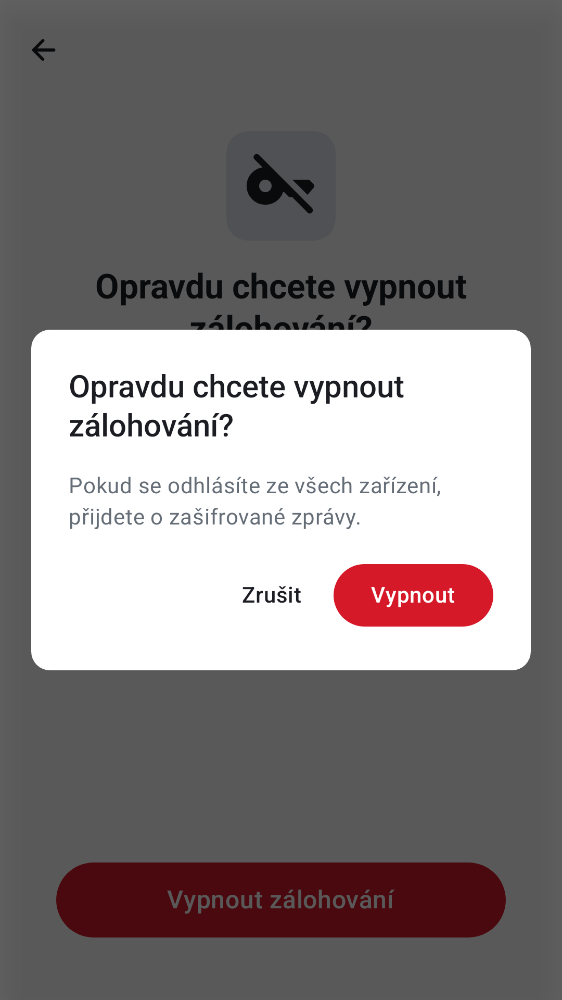 Opravdu chcete vypnout
zálohování?
Opravdu chcete vypnout
zálohování?
Pokud se odhlásíte ze všech zařízení,
přijdete o zašifrované zprávy.
Zrušit
Vypnout
Vypnout zálohování